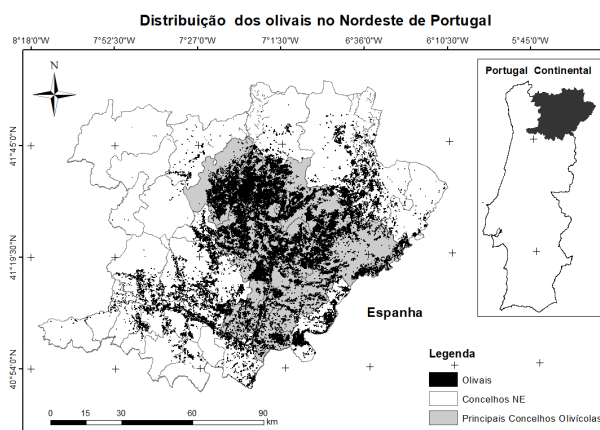 Distribuição dos olivais no Nordeste de Portugal
8°18'0"W 7°52'30"W 7°27'0"W 7°1'30"W 6°36'0"W 6°10'30"W 5°45'0"W
N
Portugal Continental
41°45'0"N
41°19'30"N
40°54'0"N
Espanha
Legenda
Olivais
Concelhos NE
Principais Concelhos Olivícolas
0 15 30 60 90
km